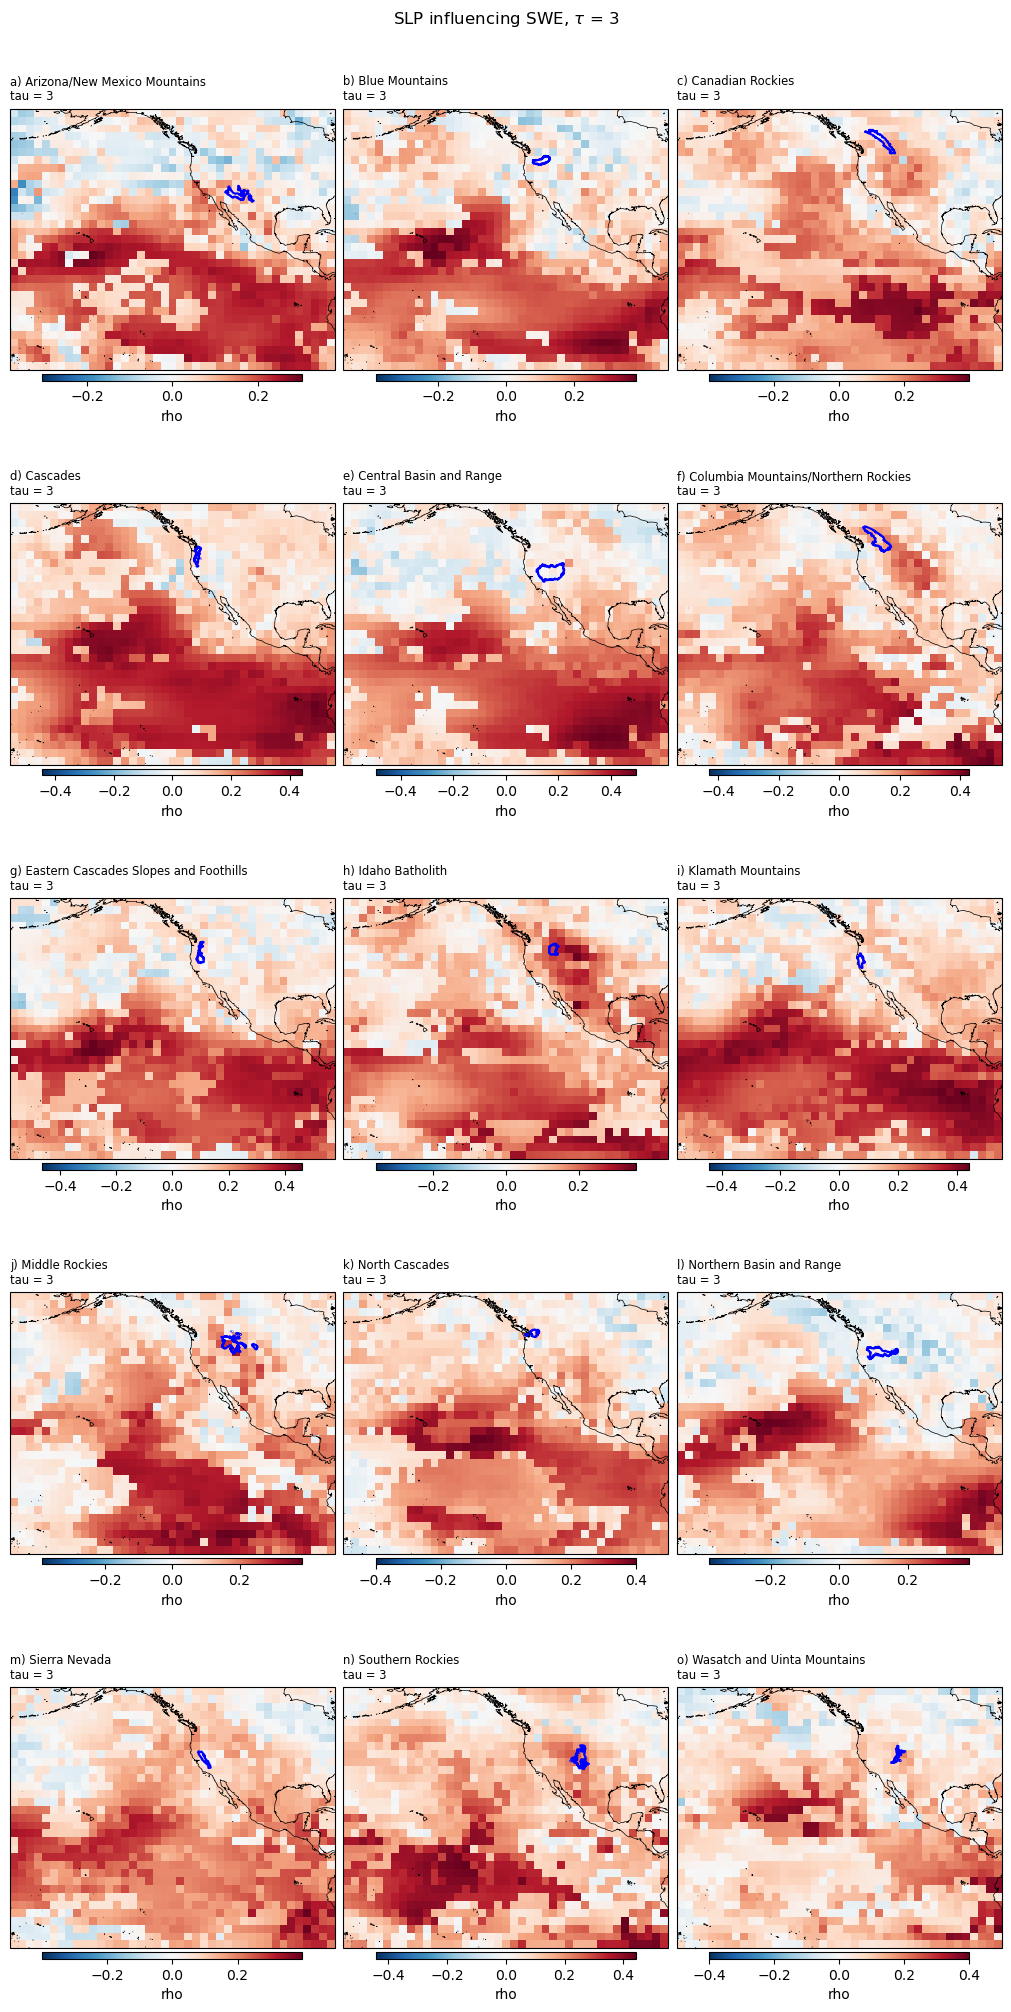 SLP influencing SWE, τ = 3
a) Arizona/New Mexico Mountains
tau = 3
b) Blue Mountains
tau = 3
c) Canadian Rockies
tau = 3
−0.2 0.0 0.2
rho
−0.2 0.0 0.2
rho
−0.2 0.0 0.2
rho
d) Cascades
tau = 3
e) Central Basin and Range
tau = 3
f) Columbia Mountains/Northern Rockies
tau = 3
−0.4 −0.2 0.0 0.2 0.4
rho
−0.4 −0.2 0.0 0.2 0.4
rho
−0.4 −0.2 0.0 0.2 0.4
rho
g) Eastern Cascades Slopes and Foothills
tau = 3
h) Idaho Batholith
tau = 3
i) Klamath Mountains
tau = 3
−0.4 −0.2 0.0 0.2 0.4
rho
−0.2 0.0 0.2
rho
−0.4 −0.2 0.0 0.2 0.4
rho
j) Middle Rockies
tau = 3
k) North Cascades
tau = 3
l) Northern Basin and Range
tau = 3
−0.2 0.0 0.2
rho
−0.4 −0.2 0.0 0.2 0.4
rho
−0.2 0.0 0.2
rho
m) Sierra Nevada
tau = 3
n) Southern Rockies
tau = 3
o) Wasatch and Uinta Mountains
tau = 3
−0.2 0.0 0.2
rho
−0.4 −0.2 0.0 0.2 0.4
rho
−0.4 −0.2 0.0 0.2 0.4
rho